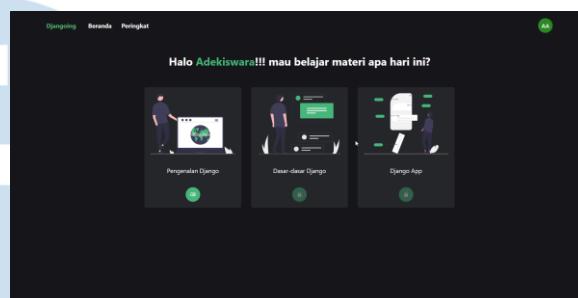 Djangoing Beranda Peringkat AA
Halo Adekiswara!!! mau belajar materi apa hari ini?
Pengenalan Django Dasar-dasar Django Django App